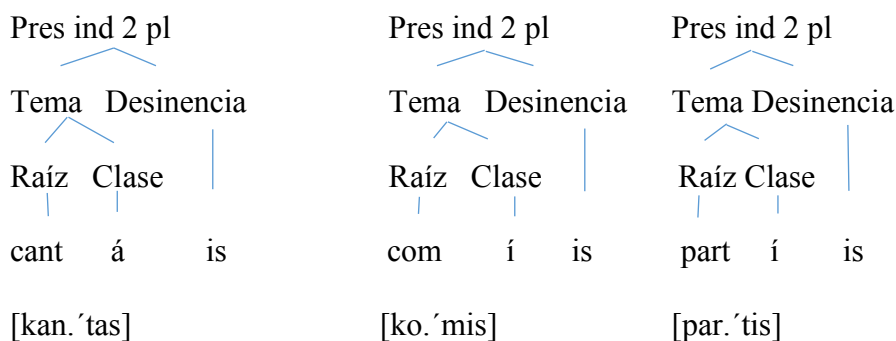 Pres ind 2 pl Pres ind 2 pl Pres ind 2 pl
Tema Desinencia Tema Desinencia Tema Desinencia
Raíz Clase Raíz Clase Raíz Clase
cant á is com í is part í is
[kan.´tas] [ko.´mis] [par.´tis]